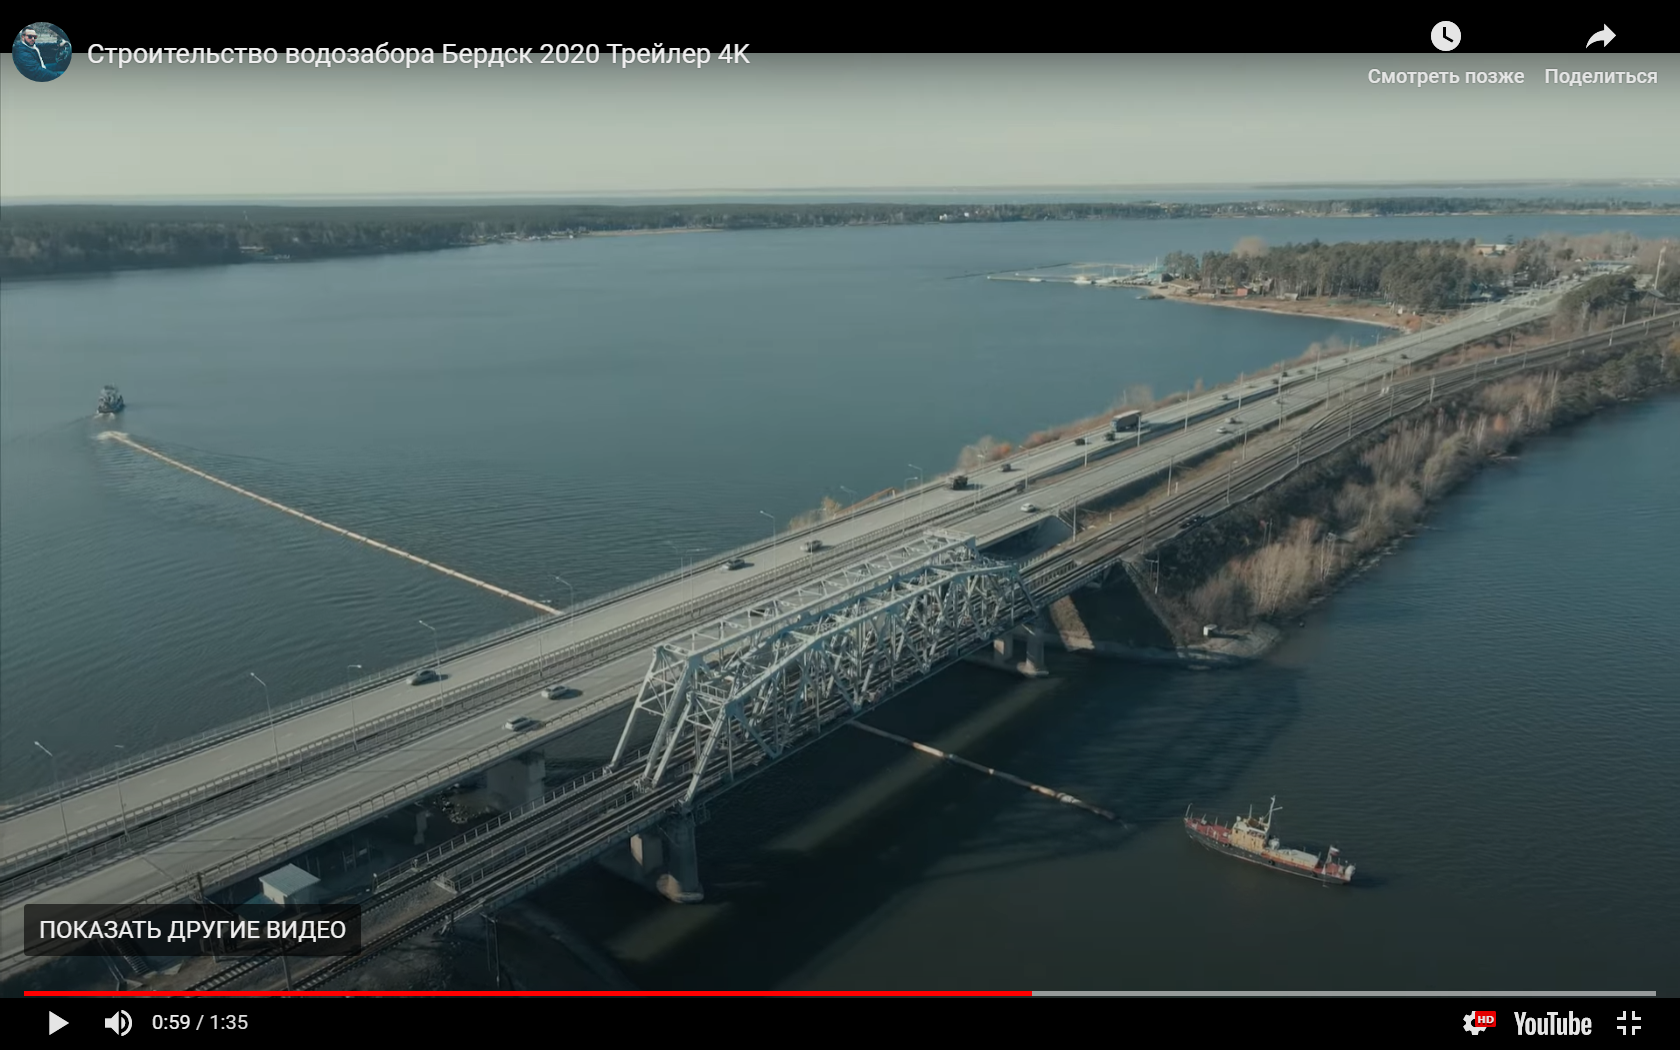 Строительство водозабора Бердск 2020 Трейлер 4K
Смотреть позже
Поделиться
ПОКАЗАТЬ ДРУГИЕ ВИДЕО
0:59 / 1:35
HD
YouTube